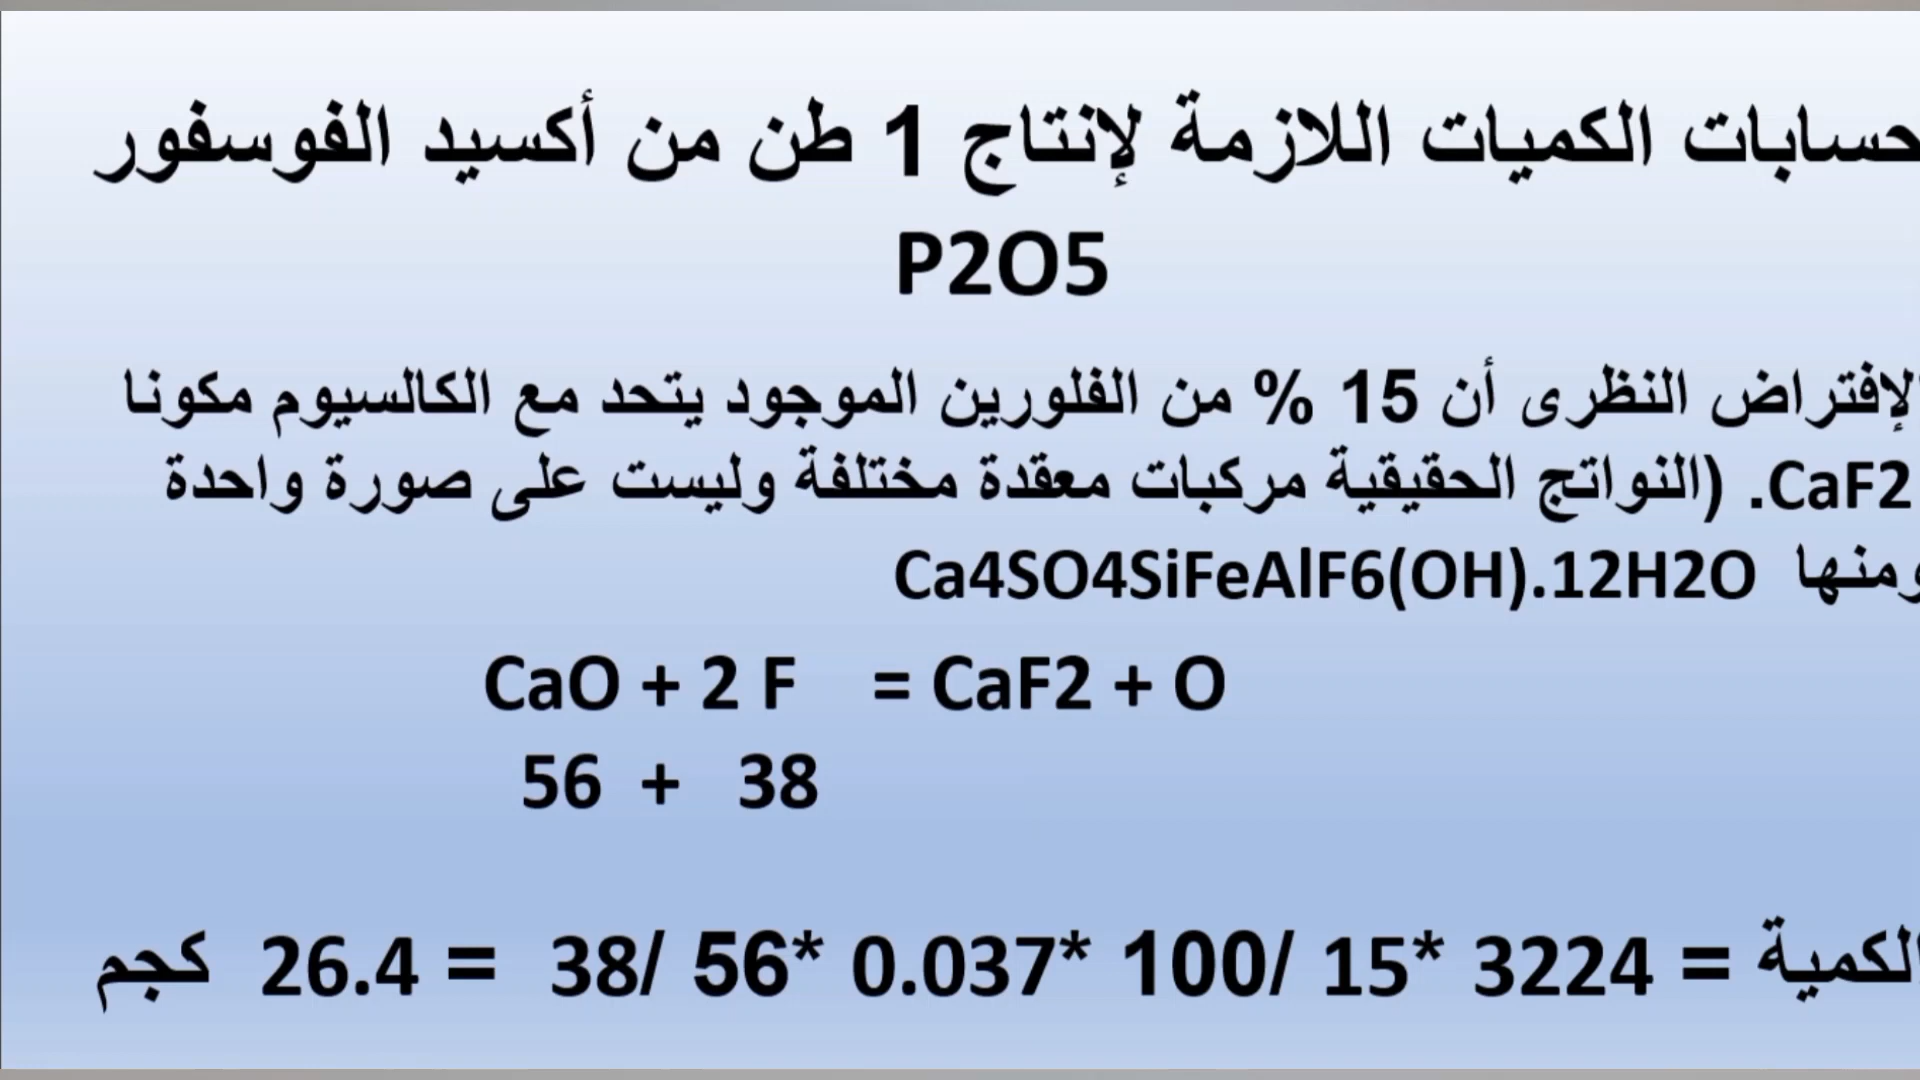 حسابات الكميات اللازمة لإنتاج 1 طن من أكسيد الفوسفور
P2O5
الإفتراض النظرى أن 15 % من الفلورين الموجود يتحد مع الكالسيوم مكونا
CaF2. (النواتج الحقيقية مركبات معقدة مختلفة وليست على صورة واحدة
ومنها Ca4SO4SiFeAlF6(OH).12H2O
CaO + 2 F = CaF2 + O
56 + 38
الكمية = 3224 *15 /100 *0.037 *56 /38 = 26.4 كجم